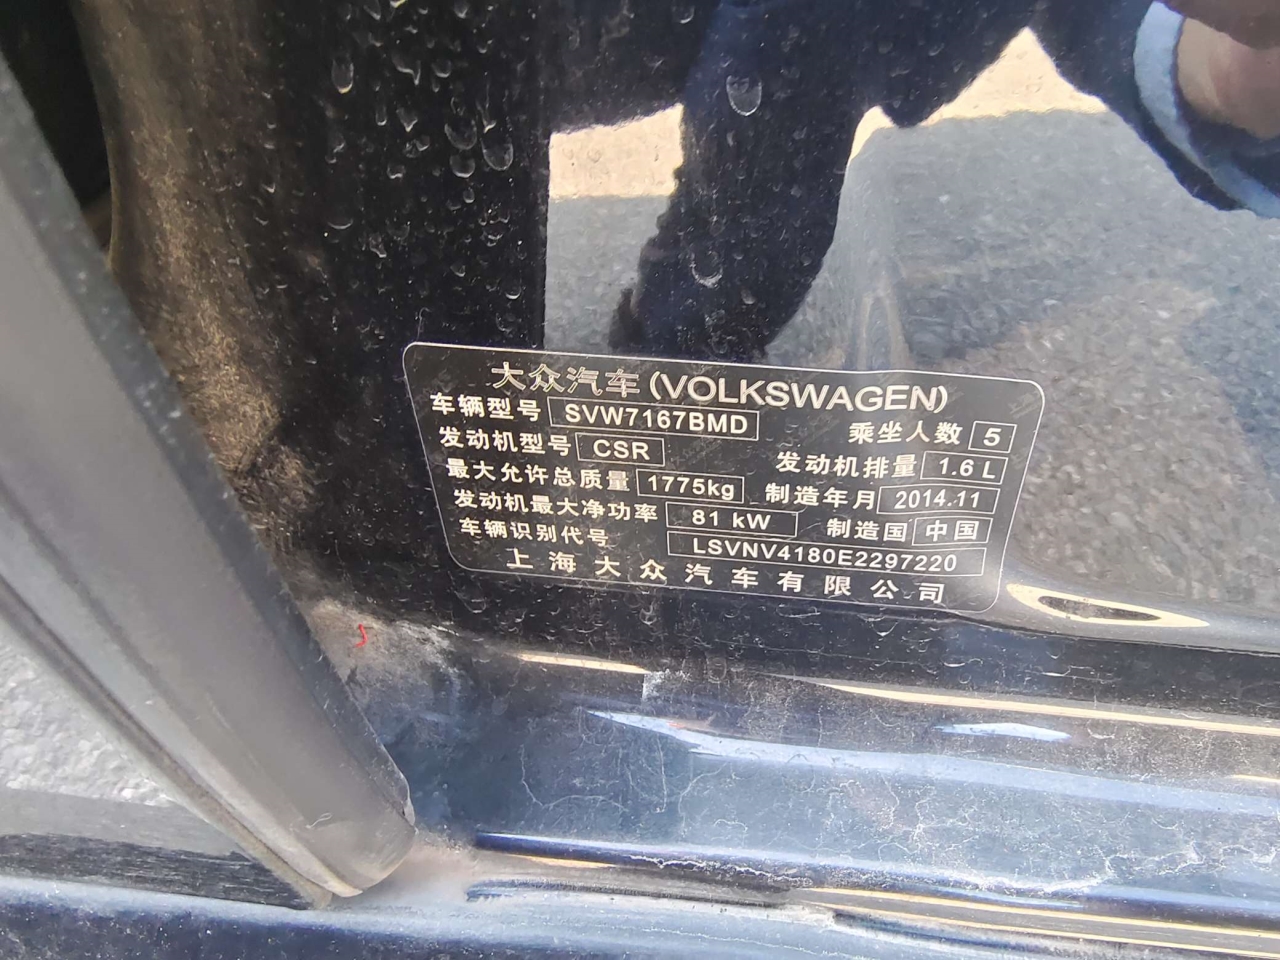 大众汽车(VOLKSWAGEN)
车辆型号 SVW7167BMD 乘坐人数 5
发动机型号 CSR 发动机排量 1.6 L
最大允许总质量 1775kg 制造年月 2014.11
发动机最大净功率 81 kW 制造国 中国
车辆识别代号 LSVNV4180E2297220
上海大众汽车有限公司